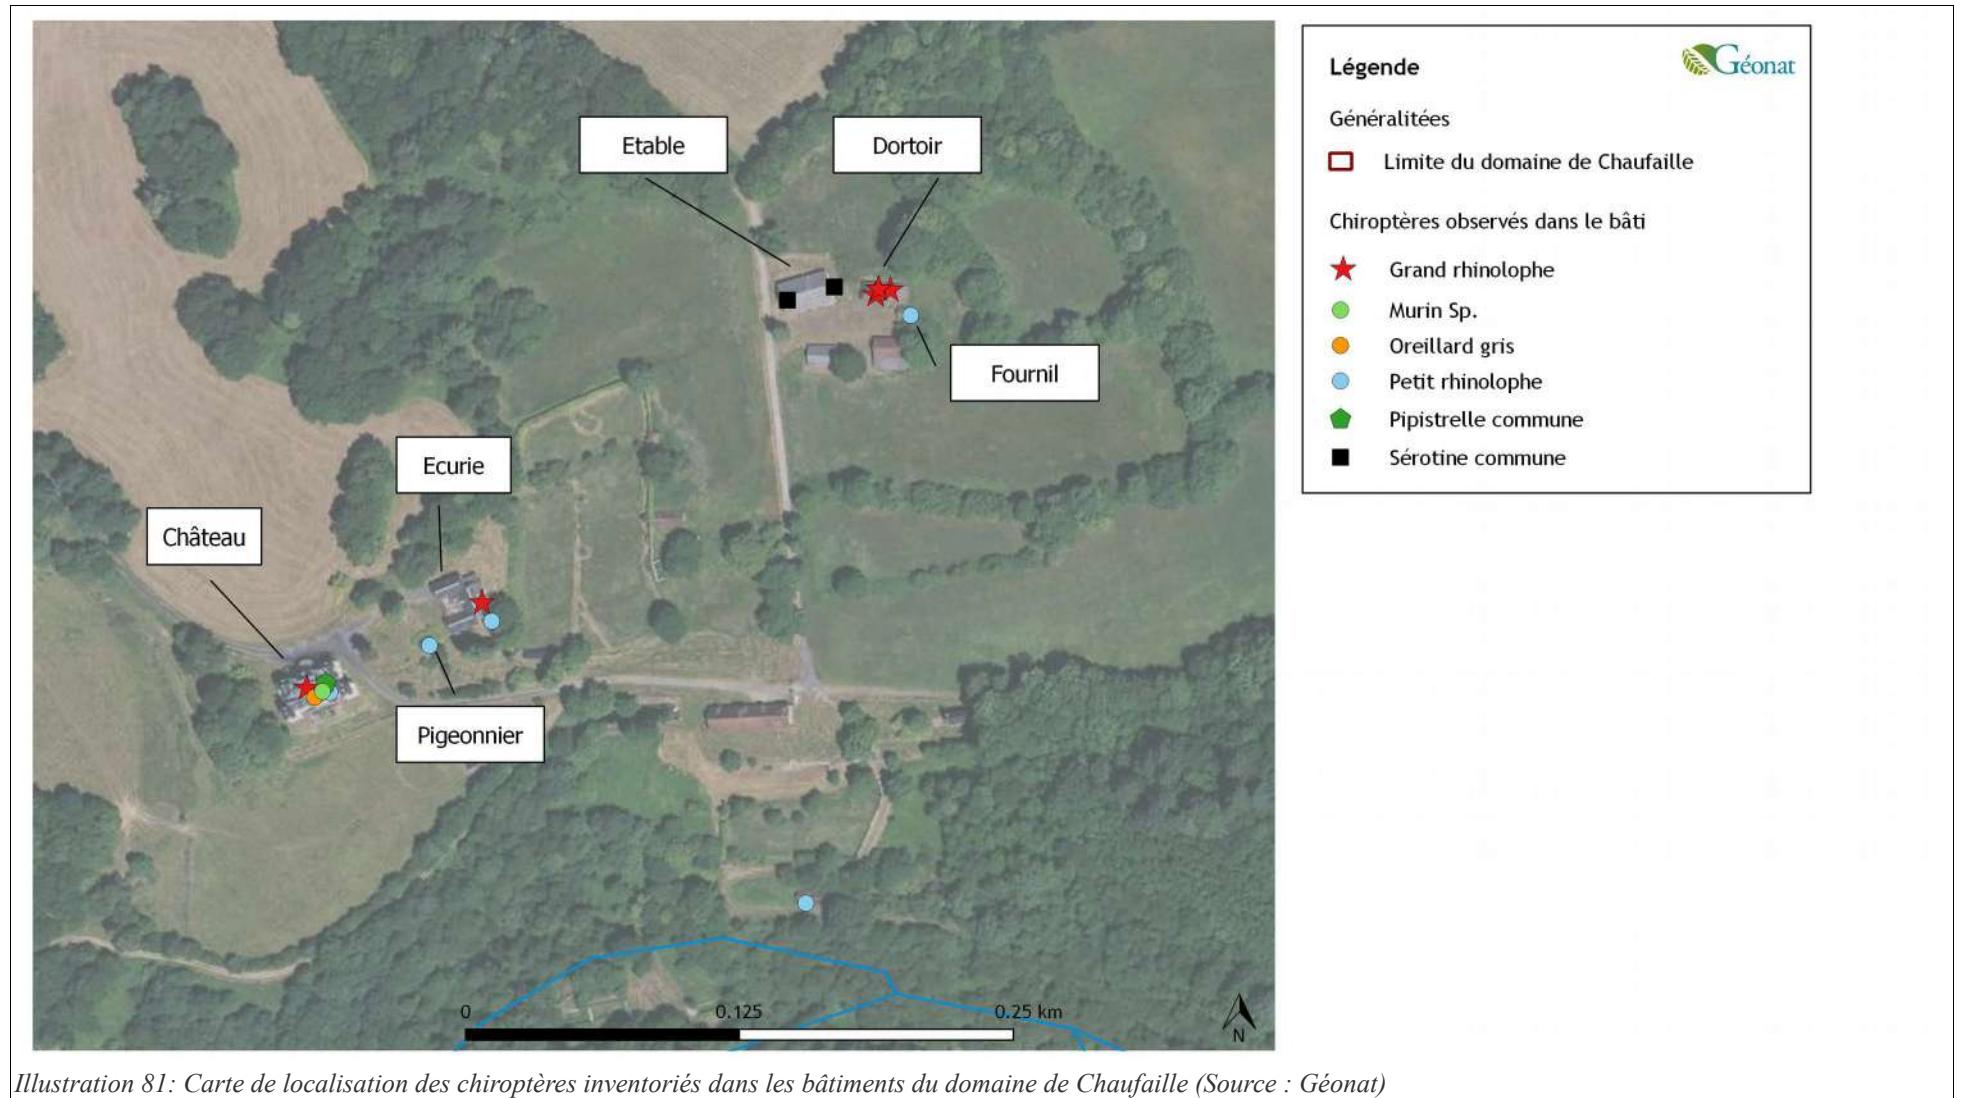 Etable
Dortoir
Fournil
Ecurie
Château
Pigeonnier
0 0.125 0.25 km
N
Légende
Géonat
Généralitées
Limite du domaine de Chaufaille
Chiroptères observés dans le bâti
Grand rhinolophe
Murin Sp.
Oreillard gris
Petit rhinolophe
Pipistrelle commune
Sérotine commune
Illustration 81: Carte de localisation des chiroptères inventoriés dans les bâtiments du domaine de Chaufaille (Source : Géonat)